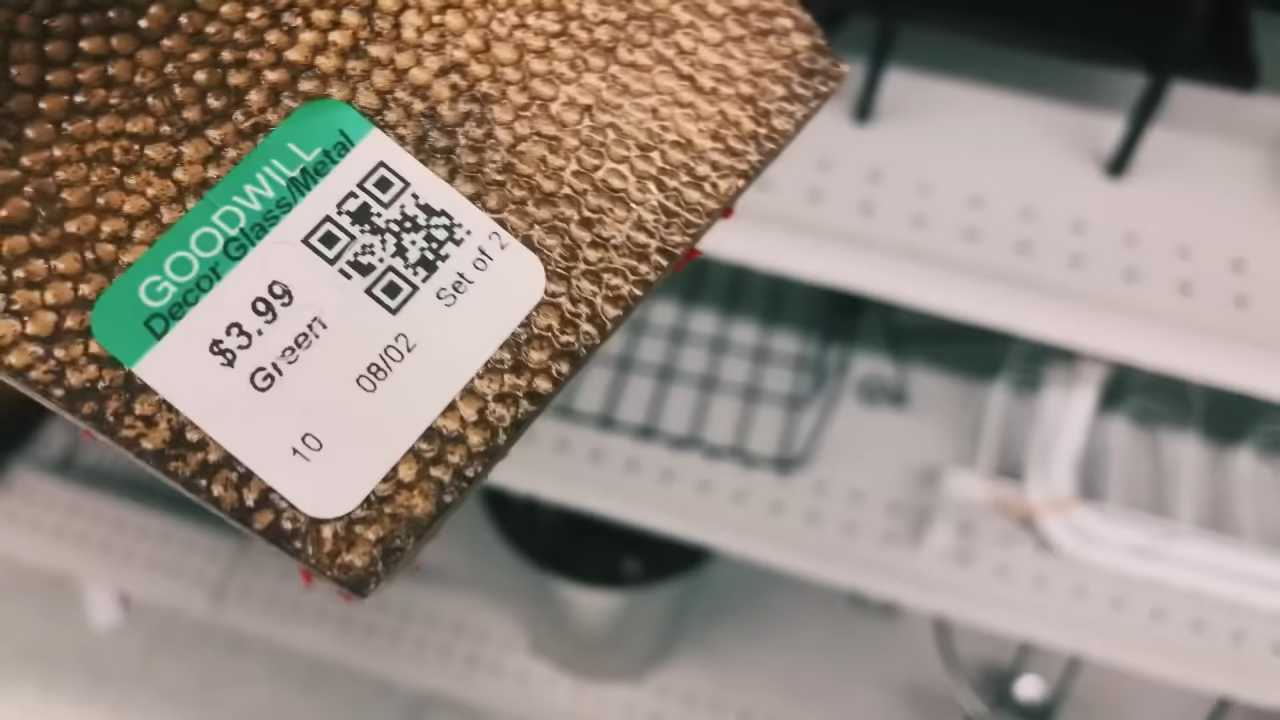 GOODWILL
Decor Glass/Metal
$3.99
Green
08/02
Set of 2
10